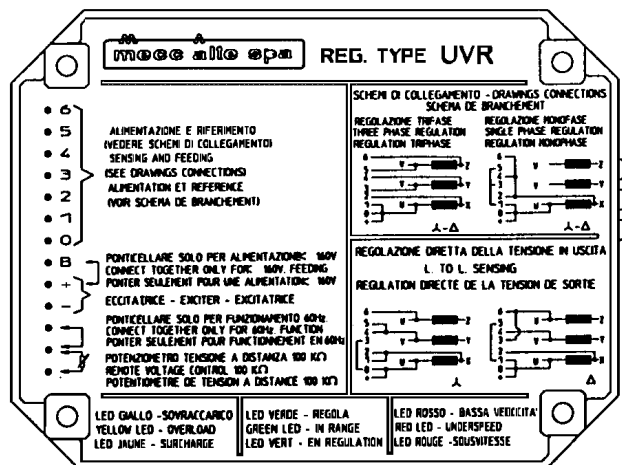 mecc alte spa
REG. TYPE UVR
6
5
4
3
2
1
0
B
+
-
ALIMENTAZIONE E RIFERIMENTO
(VEDERE SCHEMI DI COLLEGAMENTO)
SENSING AND FEEDING
(SEE DRAWINGS CONNECTIONS)
ALIMENTATION ET REFERENCE
(VOIR SCHEMA DE BRANCHEMENT)
PONTICELLARE SOLO PER ALIMENTAZIONE< 160V
CONNECT TOGETHER ONLY FOR< 160V. FEEDING
PONTER SEULEMENT POUR UNE ALIMENTATION< 160V
ECCITATRICE - EXCITER - EXCITATRICE
PONTICELLARE SOLO PER FUNZIONAMENTO 60Hz.
CONNECT TOGETHER ONLY FOR 60Hz. FUNCTION
PONTER SEULEMENT POUR FUNCTIONNEMENT EN 60Hz
POTENZIOMETRO TENSIONE A DISTANZA 100 KΩ
REMOTE VOLTAGE CONTROL 100 KΩ
POTENTIOMETRE DE TENSION A DISTANCE 100 KΩ
SCHEMI DI COLLEGAMENTO - DRAWINGS CONNECTIONS
SCHEMA DE BRANCHEMENT
REGOLAZIONE TRIFASE
THREE PHASE REGULATION
REGULATION TRIPHASE
REGOLAZIONE MONOFASE
SINGLE PHASE REGULATION
REGULATION MONOPHASE
REGOLAZIONE DIRETTA DELLA TENSIONE IN USCITA
L. TO L. SENSING
REGULATION DIRECTE DE LA TENSION DE SORTIE
LED GIALLO - SOVRACCARICO
YELLOW LED - OVERLOAD
LED JAUNE - SURCHARGE
LED VERDE - REGOLA
GREEN LED - IN RANGE
LED VERT - EN REGULATION
LED ROSSO - BASSA VELOCITA'
RED LED - UNDERSPEED
LED ROUGE - SOUSVITESSE